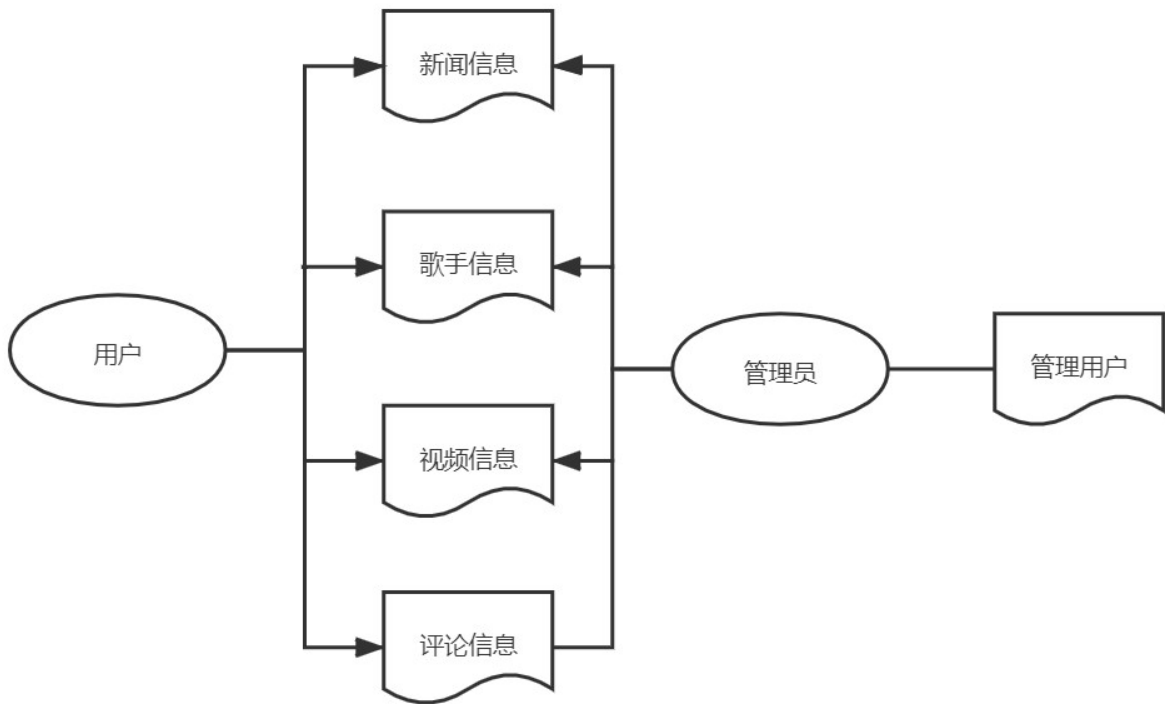 新闻信息
歌手信息
用户
管理员
管理用户
视频信息
评论信息